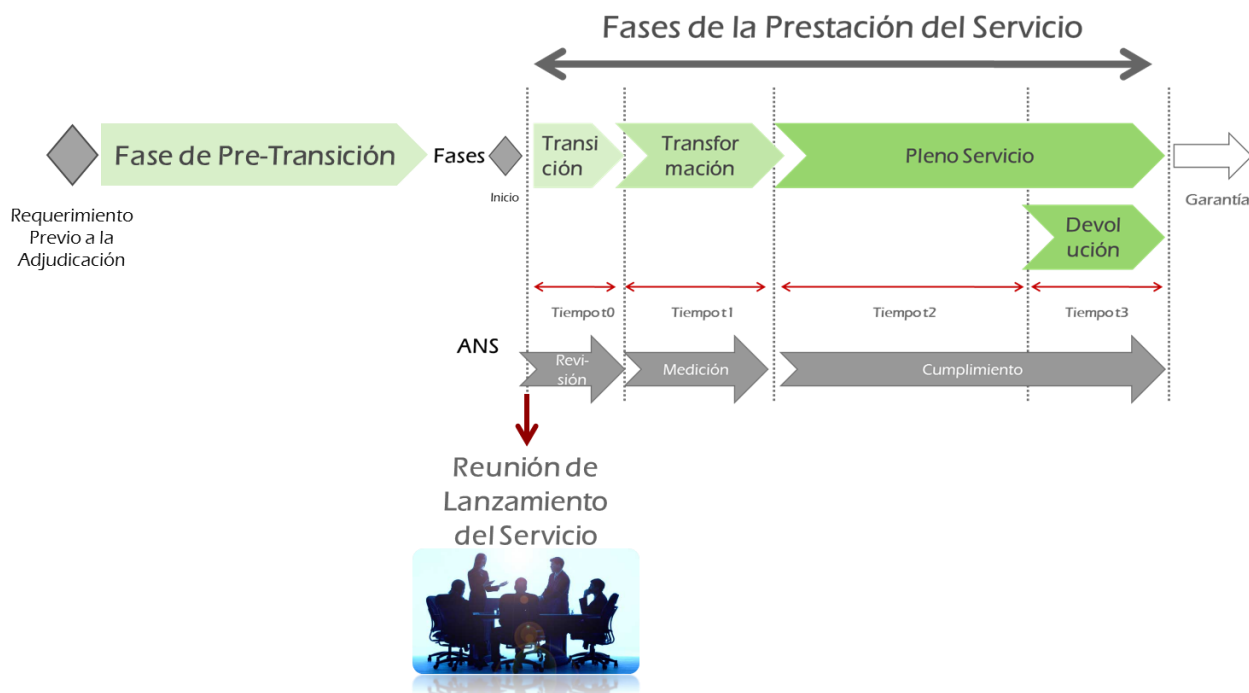 Fases de la Prestación del Servicio
Fase de Pre-Transición
Fases
Inicio
Transi
ción
Transfor
mación
Pleno Servicio
Garantía
Requerimiento
Previo a la
Adjudicación
Devol
ución
Tiempo t0
Tiempo t1
Tiempo t2
Tiempo t3
ANS
Revi-
sión
Medición
Cumplimiento
Reunión de
Lanzamiento
del Servicio